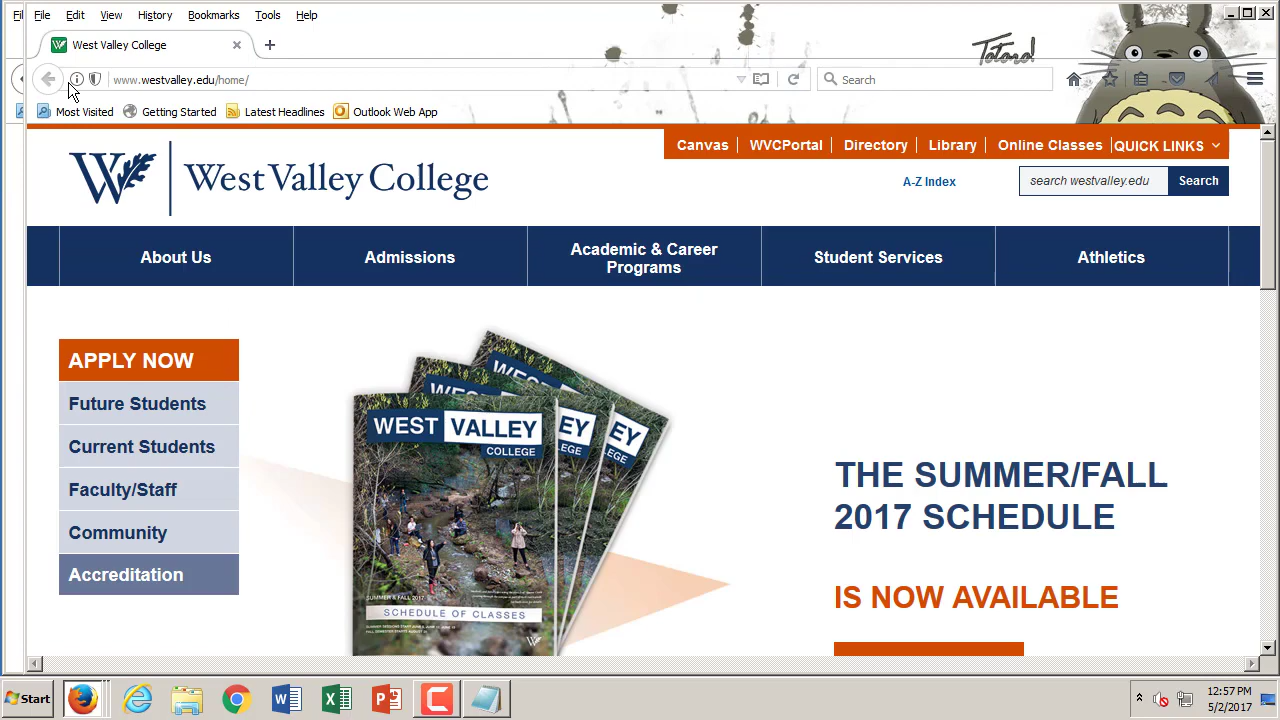 Fil
File Edit View History Bookmarks Tools Help
West Valley College
Totoro!
www.westvalley.edu/home/
Search
Most Visited Getting Started Latest Headlines Outlook Web App
Canvas WVCPortal Directory Library Online Classes QUICK LINKS
West Valley College
A-Z Index
search westvalley.edu Search
About Us
Admissions
Academic & Career
Programs
Student Services
Athletics
APPLY NOW
Future Students
Current Students
Faculty/Staff
Community
Accreditation
WEST VALLEY
COLLEGE
SUMMER & FALL 2017
SCHEDULE OF CLASSES
THE SUMMER/FALL
2017 SCHEDULE
IS NOW AVAILABLE
Start
12:57 PM
5/2/2017